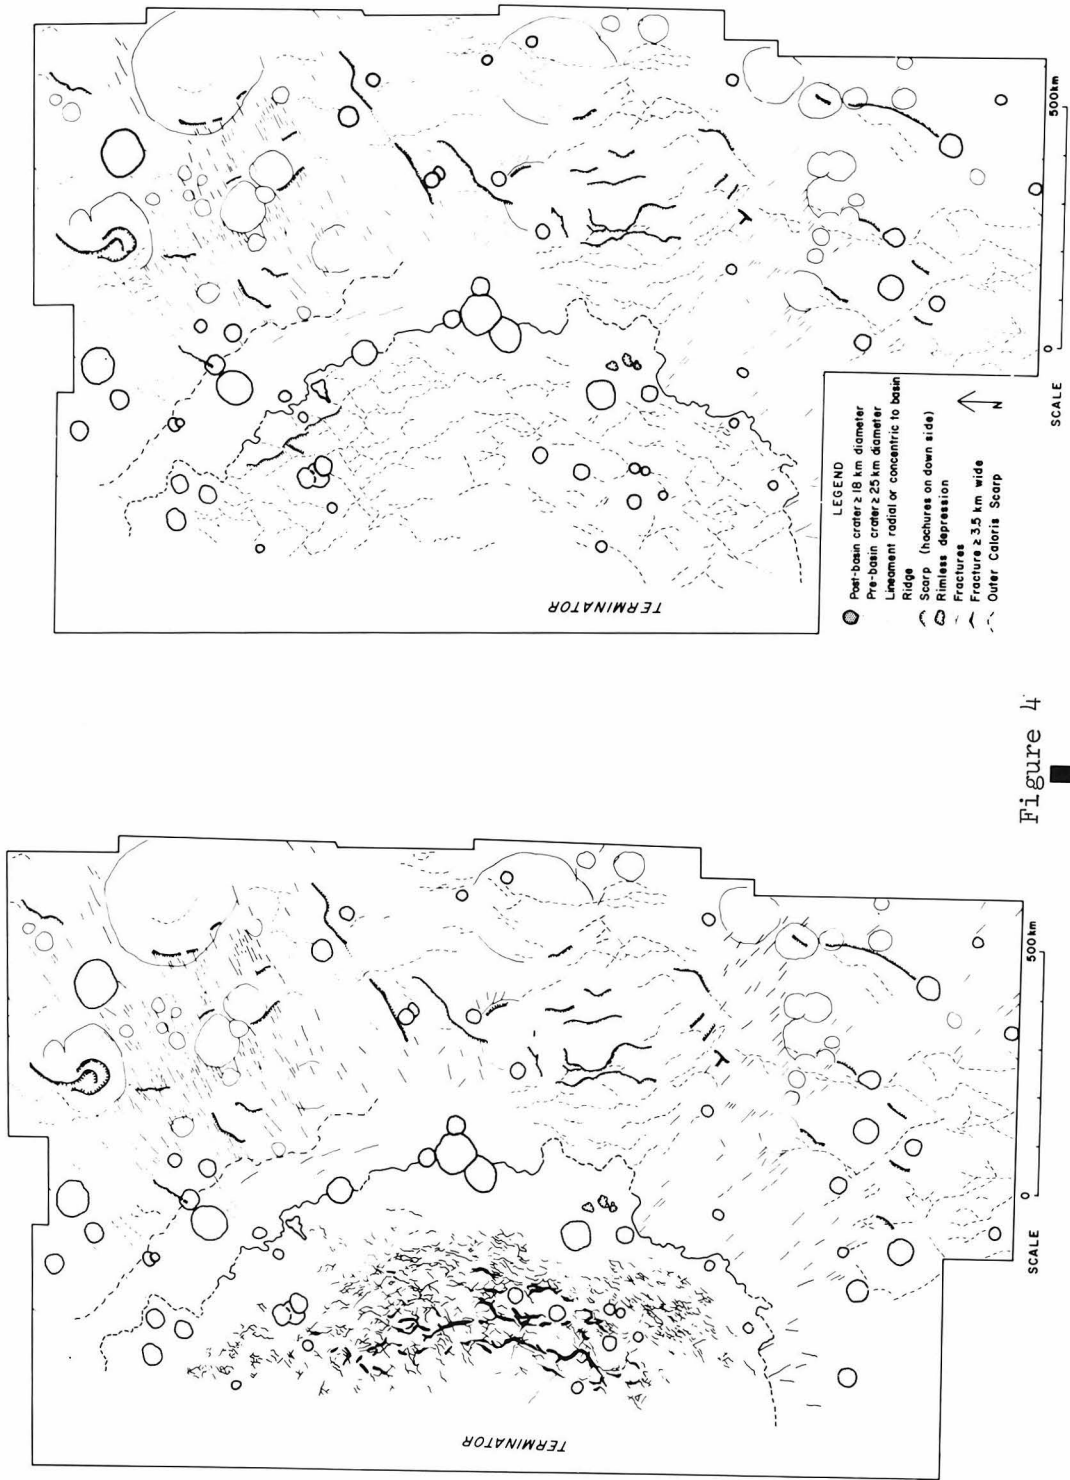 500km
0
SCALE
TERMINATOR
LEGEND
Post-basin crater ≥ 18 km diameter
Pre-basin crater ≥ 25 km diameter
Lineament radial or concentric to basin
Ridge
Scarp (hachures on down side)
Rimless depression
Fractures
Fracture ≥ 3.5 km wide
Outer Caloris Scarp
N
Figure 4
500km
0
SCALE
TERMINATOR